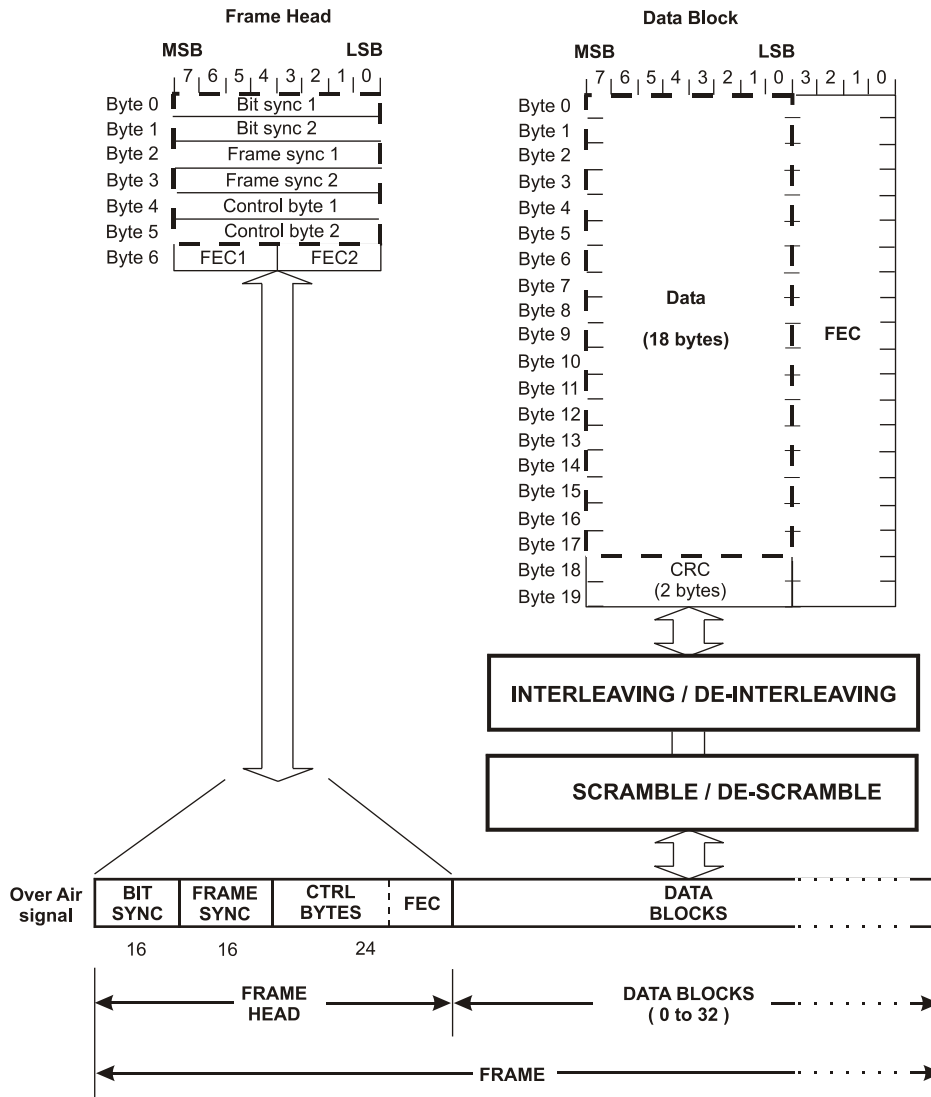 Frame Head
MSB LSB
7 6 5 4 3 2 1 0
Byte 0 Bit sync 1
Byte 1 Bit sync 2
Byte 2 Frame sync 1
Byte 3 Frame sync 2
Byte 4 Control byte 1
Byte 5 Control byte 2
Byte 6 FEC1 FEC2
Data Block
MSB LSB
7 6 5 4 3 2 1 0 3 2 1 0
Byte 0
Byte 1
Byte 2
Byte 3
Byte 4
Byte 5
Byte 6
Byte 7
Byte 8
Byte 9
Byte 10
Byte 11
Byte 12
Byte 13
Byte 14
Byte 15
Byte 16
Byte 17
Byte 18
Byte 19
Data
(18 bytes)
FEC
CRC
(2 bytes)
INTERLEAVING / DE-INTERLEAVING
SCRAMBLE / DE-SCRAMBLE
Over Air
signal
BIT
SYNC
FRAME
SYNC
CTRL
BYTES
FEC
DATA
BLOCKS
16 16 24
FRAME
HEAD
DATA BLOCKS
( 0 to 32 )
FRAME